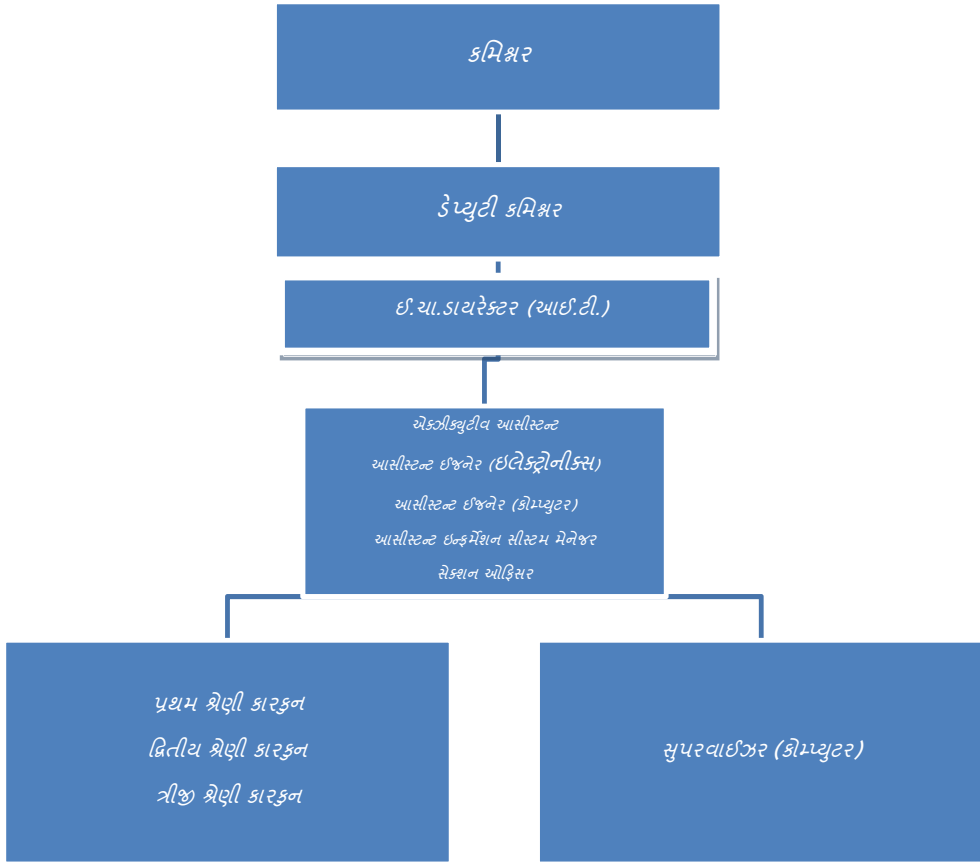 કમિશ્નર
ડેપ્યુટી કમિશ્નર
ઈ.ચા.ડાયરેક્ટર (આઈ.ટી.)
એક્ઝીક્યુટીવ આસીસ્ટન્ટ
આસીસ્ટન્ટ ઈજનેર (ઇલેક્ટ્રોનીક્સ)
આસીસ્ટન્ટ ઈજનેર (કોમ્પ્યુટર)
આસીસ્ટન્ટ ઇન્ફર્મેશન સીસ્ટમ મેનેજર
સેક્શન ઓફિસર
પ્રથમ શ્રેણી કારકુન
દ્વિતીય શ્રેણી કારકુન
ત્રીજી શ્રેણી કારકુન
સુપરવાઈઝર (કોમ્પ્યુટર)